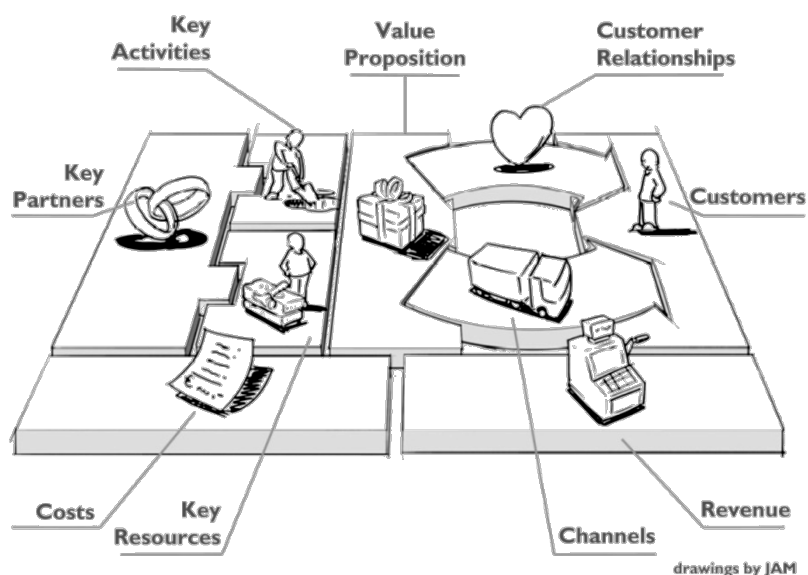 Key
Activities
Value
Proposition
Customer
Relationships
Key
Partners
Customers
Costs
Key
Resources
Channels
Revenue
drawings by JAM